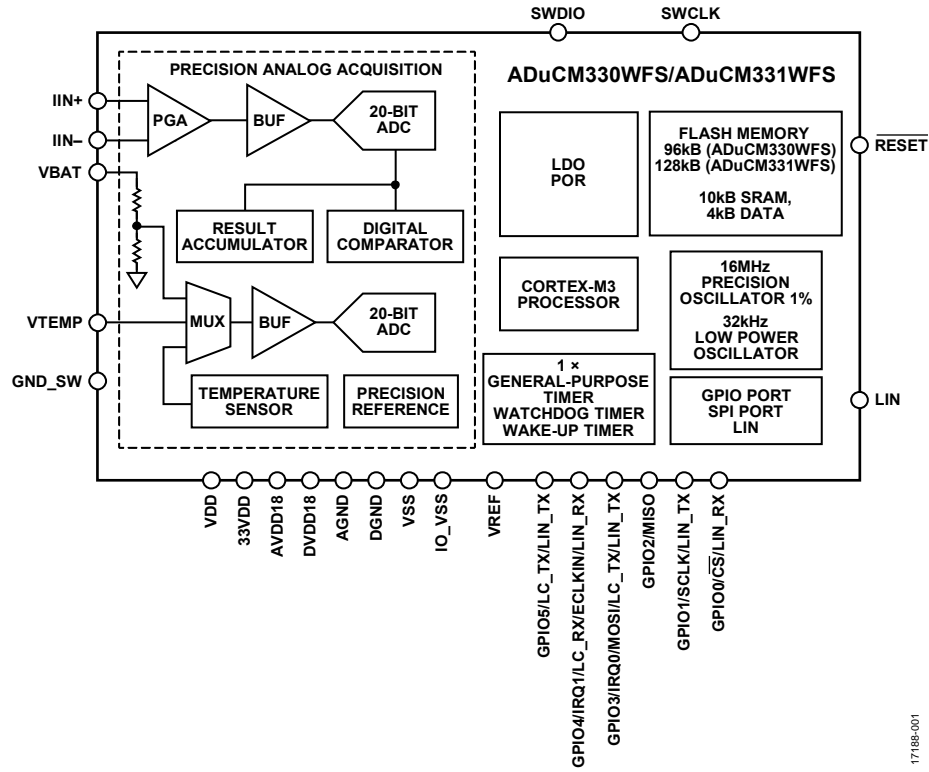 SWDIO
SWCLK
PRECISION ANALOG ACQUISITION
ADuCM330WFS/ADuCM331WFS
IIN+
IIN–
VBAT
PGA
BUF
20-BIT
ADC
LDO
POR
FLASH MEMORY
96kB (ADuCM330WFS)
128kB (ADuCM331WFS)
10kB SRAM,
4kB DATA
RESET
RESULT
ACCUMULATOR
DIGITAL
COMPARATOR
CORTEX-M3
PROCESSOR
16MHz
PRECISION
OSCILLATOR 1%
32kHz
LOW POWER
OSCILLATOR
VTEMP
MUX
BUF
20-BIT
ADC
GND_SW
TEMPERATURE
SENSOR
PRECISION
REFERENCE
1 ×
GENERAL-PURPOSE
TIMER
WATCHDOG TIMER
WAKE-UP TIMER
GPIO PORT
SPI PORT
LIN
LIN
VDD
33VDD
AVDD18
DVDD18
AGND
DGND
VSS
IO_VSS
VREF
GPIO5/LC_TX/LIN_TX
GPIO4/IRQ1/LC_RX/ECLKIN/LIN_RX
GPIO3/IRQ0/MOSI/LC_TX/LIN_TX
GPIO2/MISO
GPIO1/SCLK/LIN_TX
GPIO0/CS/LIN_RX
17188-001